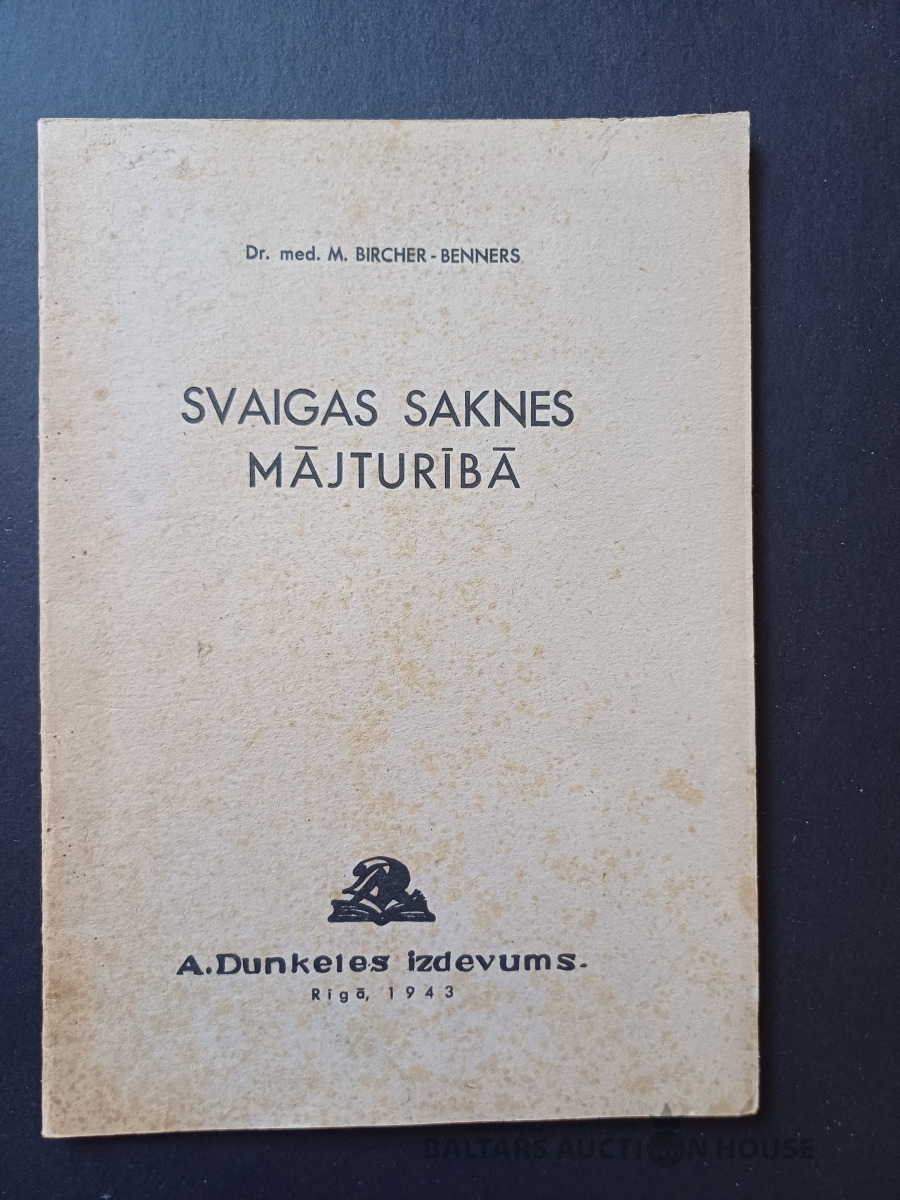 Dr. med. M. BIRCHER-BENNERS
SVAIGAS SAKNES
MĀJTURĪBĀ
A. Dunkeles izdevums.
Rīgā, 1943
BALTARS AUCTION HOUSE